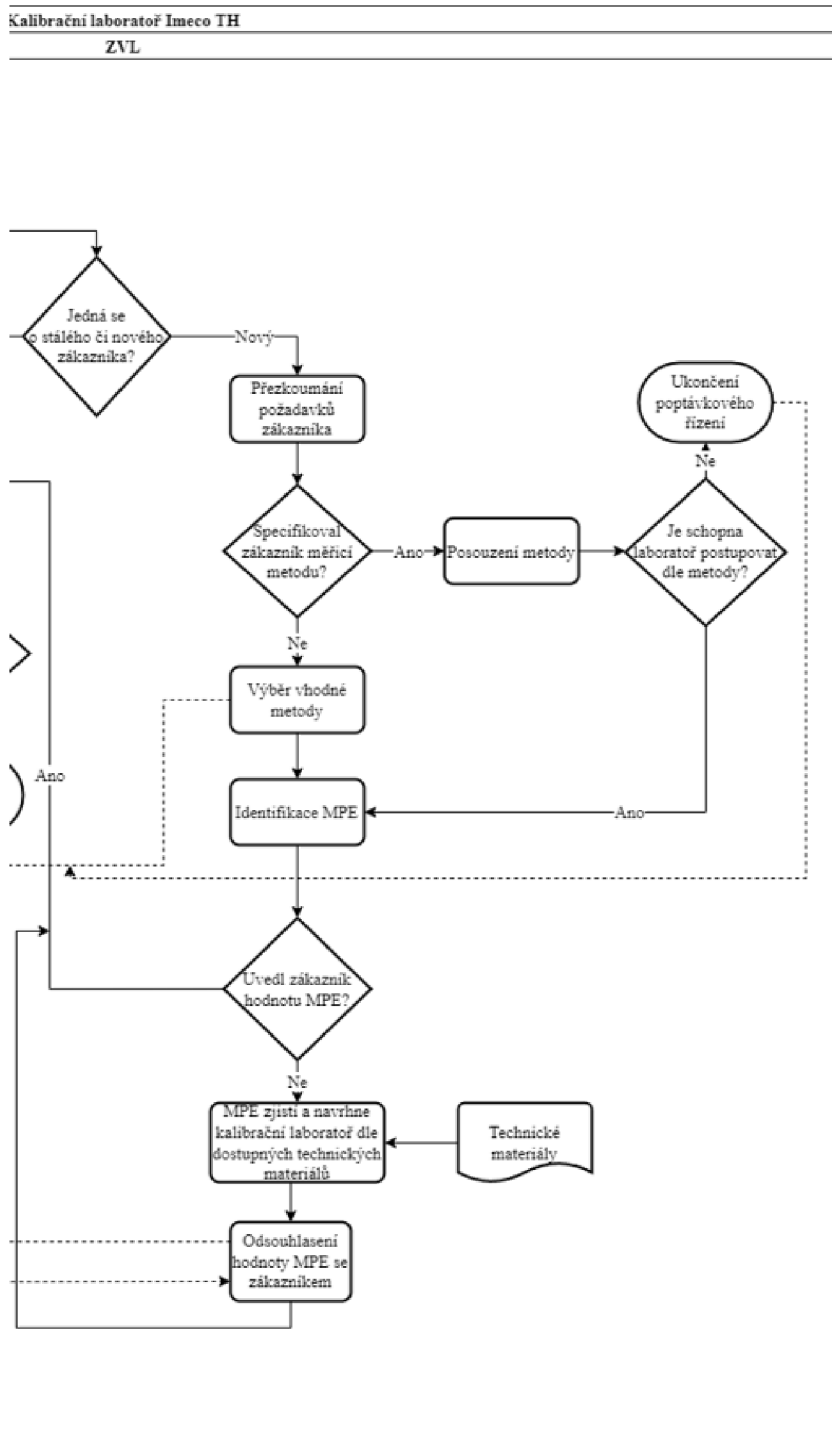 Kalibrační laboratoř Imeco TH
ZVL
Jedná se
o stálého či nového
zákazníka?
Nový
Přezkoumání
požadavků
zákazníka
Ukončení
poptávkového
řízení
Ne
Specifikoval
zákazník měřicí
metodu?
Ano
Posouzení metody
Je schopna
laboratoř postupovat
dle metody?
Ne
Výběr vhodné
metody
Ano
Identifikace MPE
Ano
Uvedl zákazník
hodnotu MPE?
Ne
MPE zjistí a navrhne
kalibrační laboratoř dle
dostupných technických
materiálů
Technické
materiály
Odsouhlasení
hodnoty MPE se
zákazníkem